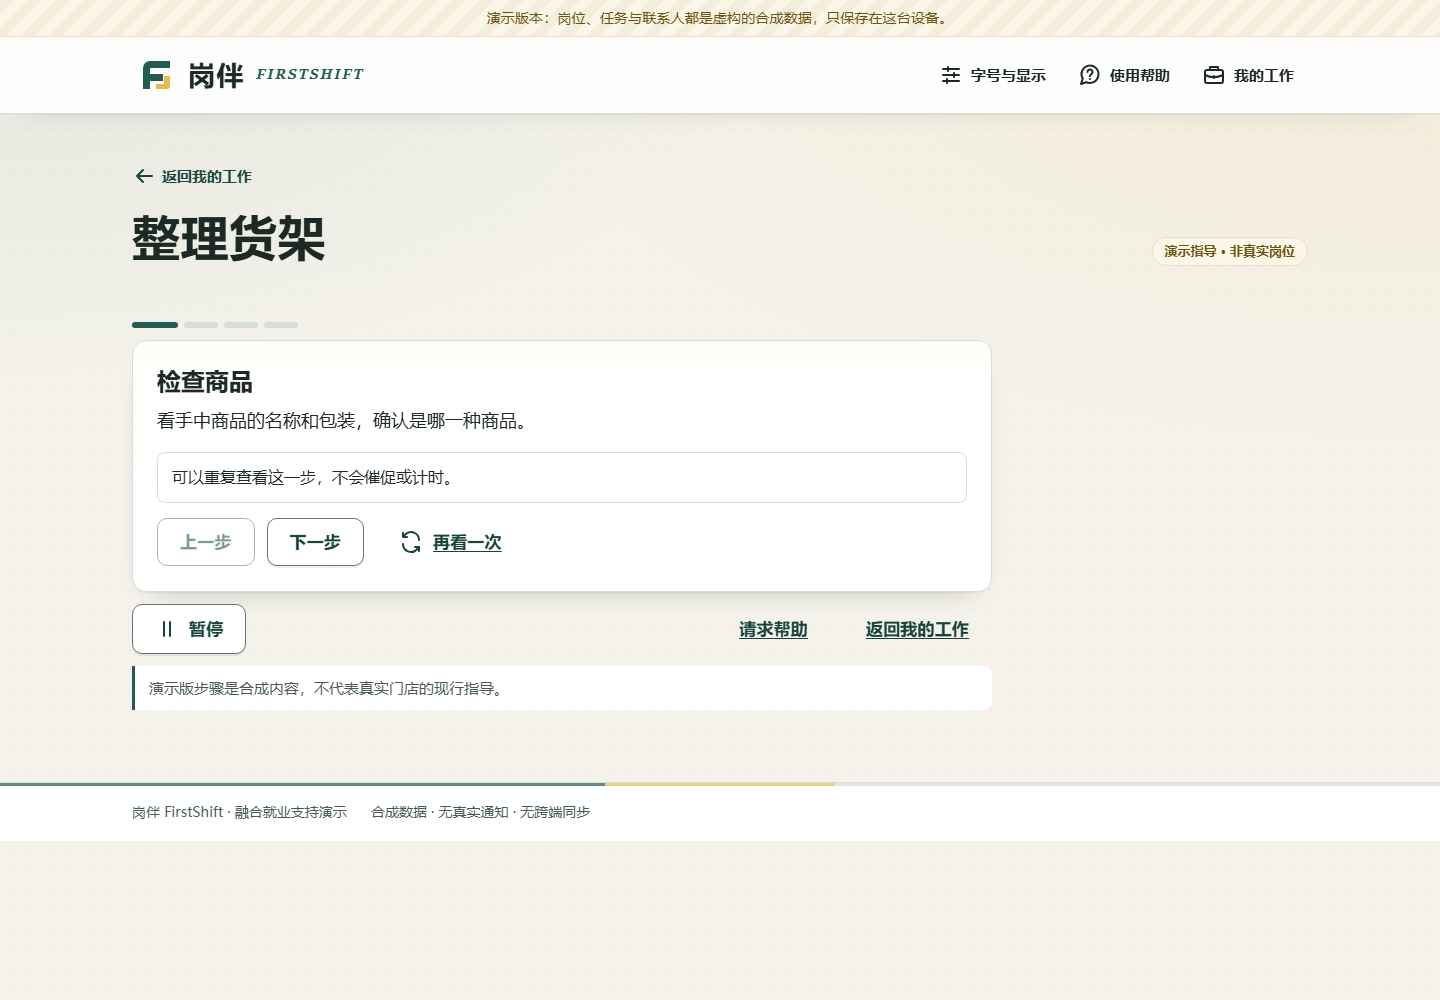 演示版本：岗位、任务与联系人都是虚构的合成数据，只保存在这台设备。
岗伴 FIRSTSHIFT
字号与显示 使用帮助 我的工作
返回我的工作
整理货架
演示指导 • 非真实岗位
检查商品
看手中商品的名称和包装，确认是哪一种商品。
可以重复查看这一步，不会催促或计时。
上一步 下一步 再看一次
暂停 请求帮助 返回我的工作
演示版步骤是合成内容，不代表真实门店的现行指导。
岗伴 FirstShift · 融合就业支持演示 合成数据 · 无真实通知 · 无跨端同步